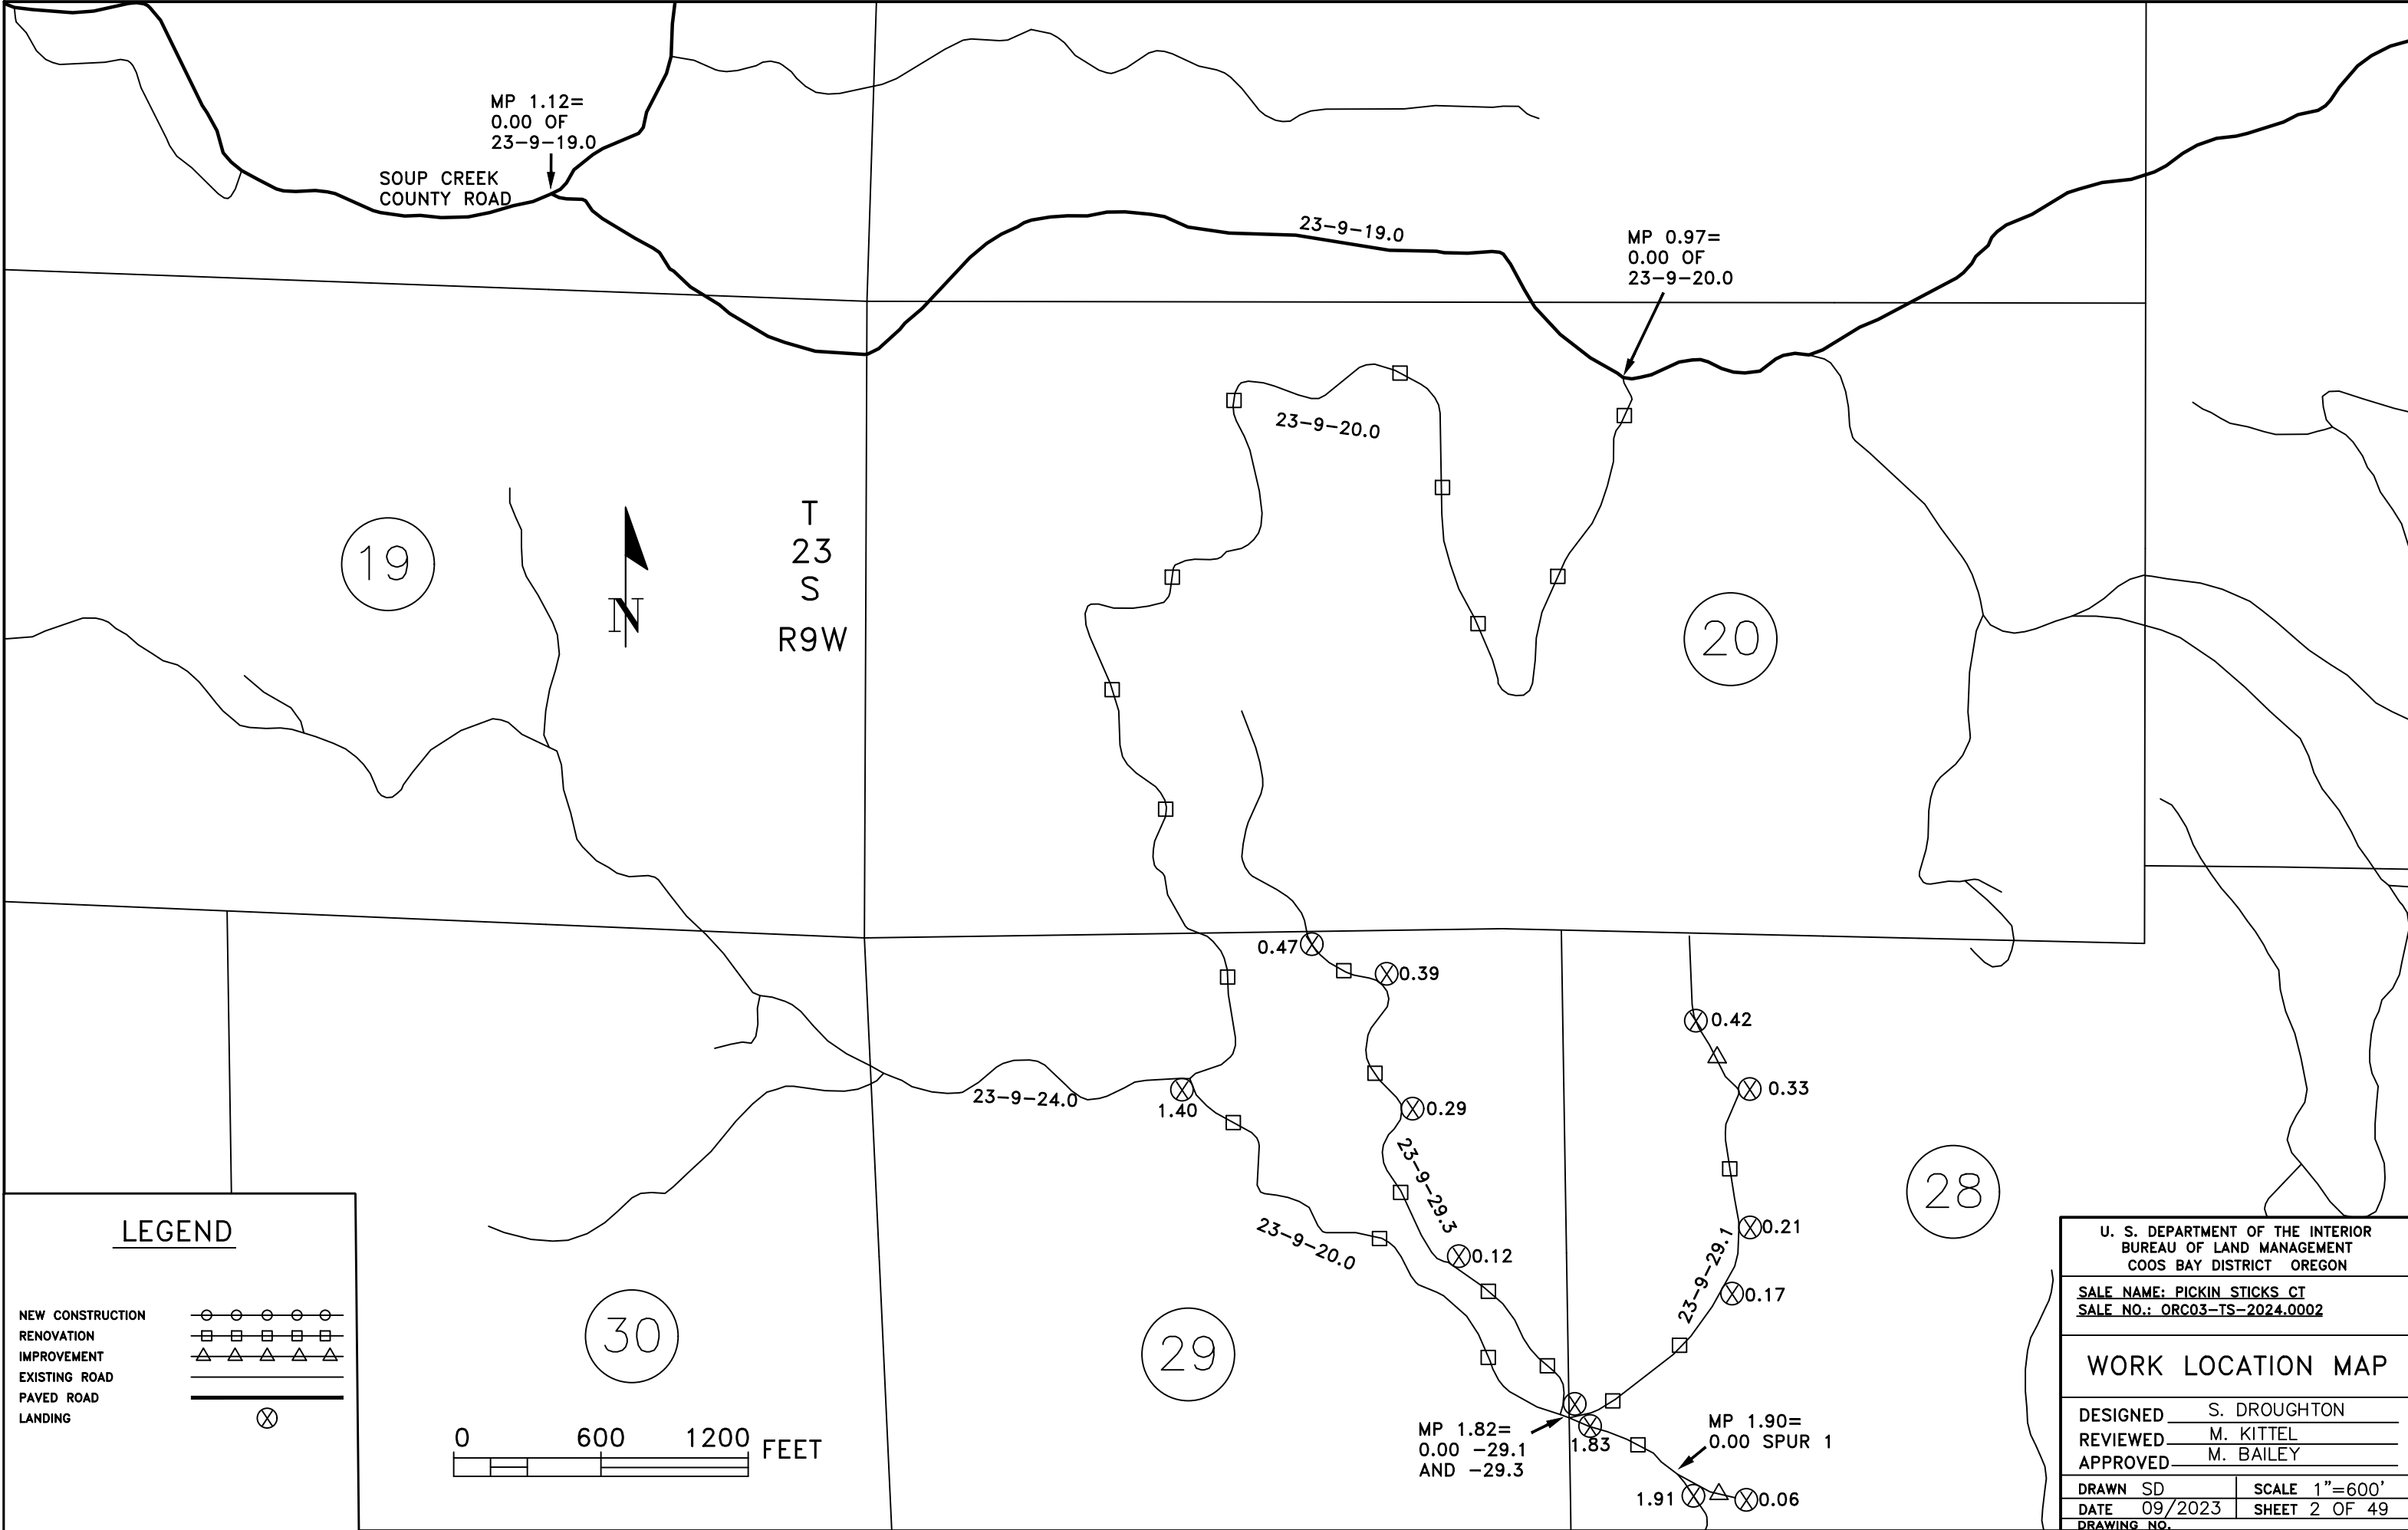 MP 1.12=
0.00 OF
23-9-19.0
SOUP CREEK
COUNTY ROAD
23-9-19.0
MP 0.97=
0.00 OF
23-9-20.0
23-9-20.0
19
N
T
23
S
R9W
20
0.47
0.39
0.42
0.33
23-9-24.0
1.40
0.29
23-9-29.3
23-9-20.0
0.12
0.21
23-9-29.1
0.17
28
30
29
MP 1.82=
0.00 -29.1
AND -29.3
1.83
MP 1.90=
0.00 SPUR 1
1.91
0.06
LEGEND
NEW CONSTRUCTION
RENOVATION
IMPROVEMENT
EXISTING ROAD
PAVED ROAD
LANDING
0 600 1200 FEET
U. S. DEPARTMENT OF THE INTERIOR
BUREAU OF LAND MANAGEMENT
COOS BAY DISTRICT OREGON
SALE NAME: PICKIN STICKS CT
SALE NO.: ORC03-TS-2024.0002
WORK LOCATION MAP
DESIGNED S. DROUGHTON
REVIEWED M. KITTEL
APPROVED M. BAILEY
DRAWN SD SCALE 1"=600'
DATE 09/2023 SHEET 2 OF 49
DRAWING NO.